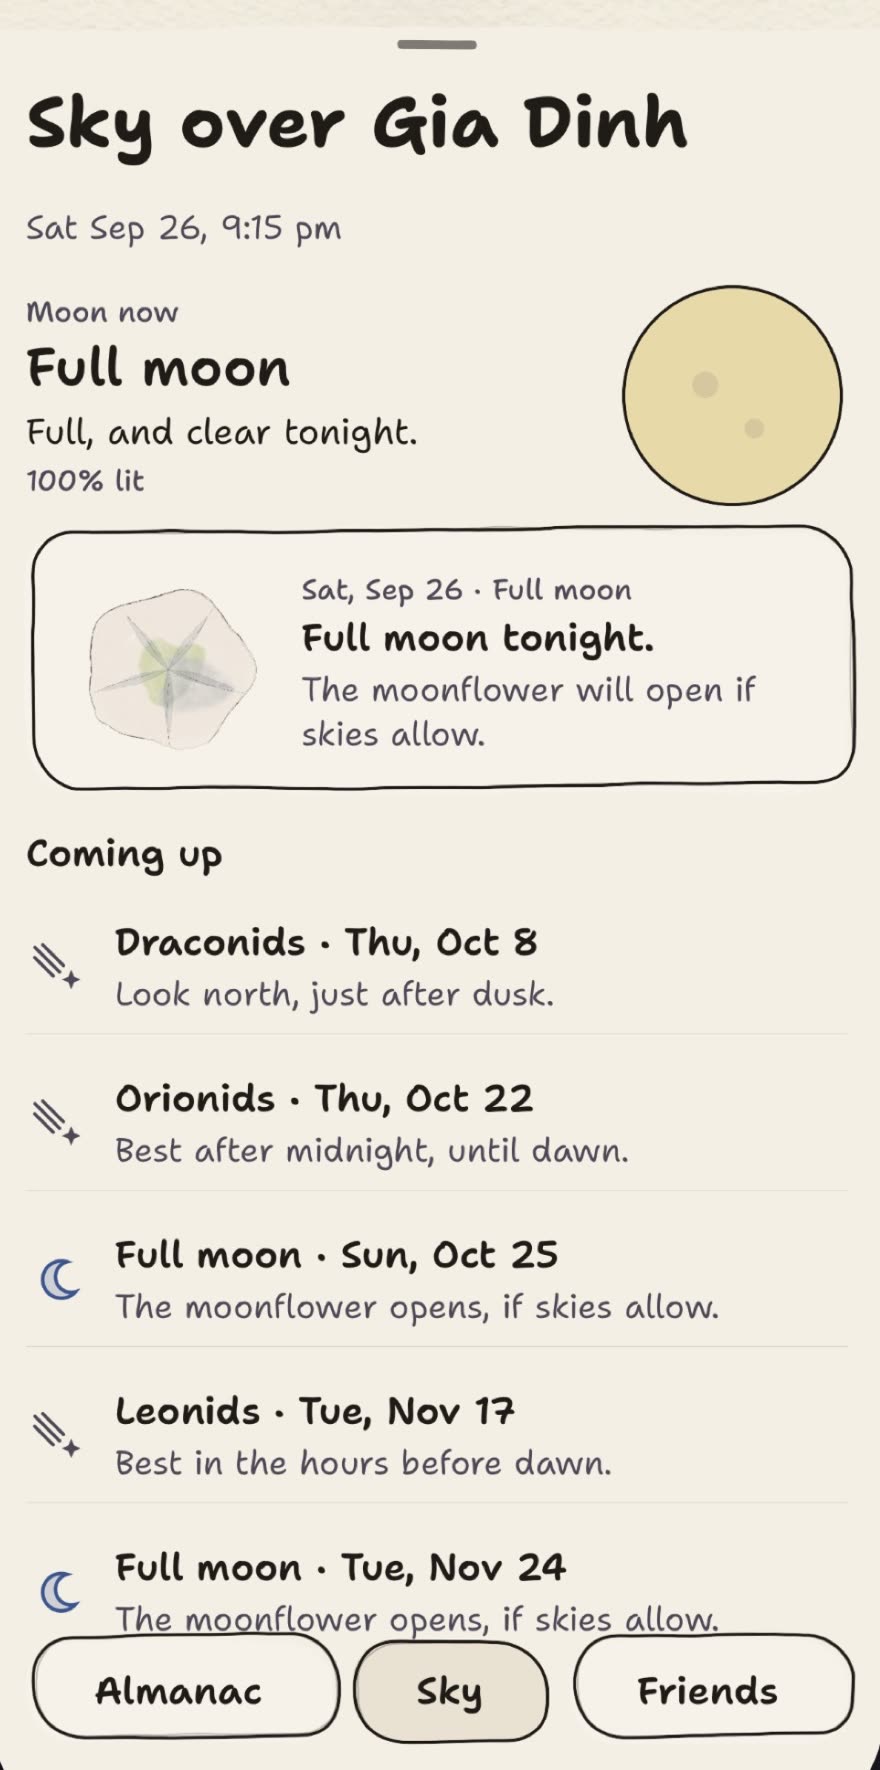 Sky over Gia Dinh
Sat Sep 26, 9:15 pm
Moon now
Full moon
Full, and clear tonight.
100% lit
Sat, Sep 26 · Full moon
Full moon tonight.
The moonflower will open if
skies allow.
Coming up
Draconids · Thu, Oct 8
Look north, just after dusk.
Orionids · Thu, Oct 22
Best after midnight, until dawn.
Full moon · Sun, Oct 25
The moonflower opens, if skies allow.
Leonids · Tue, Nov 17
Best in the hours before dawn.
Full moon · Tue, Nov 24
The moonflower opens, if skies allow.
Almanac
Sky
Friends